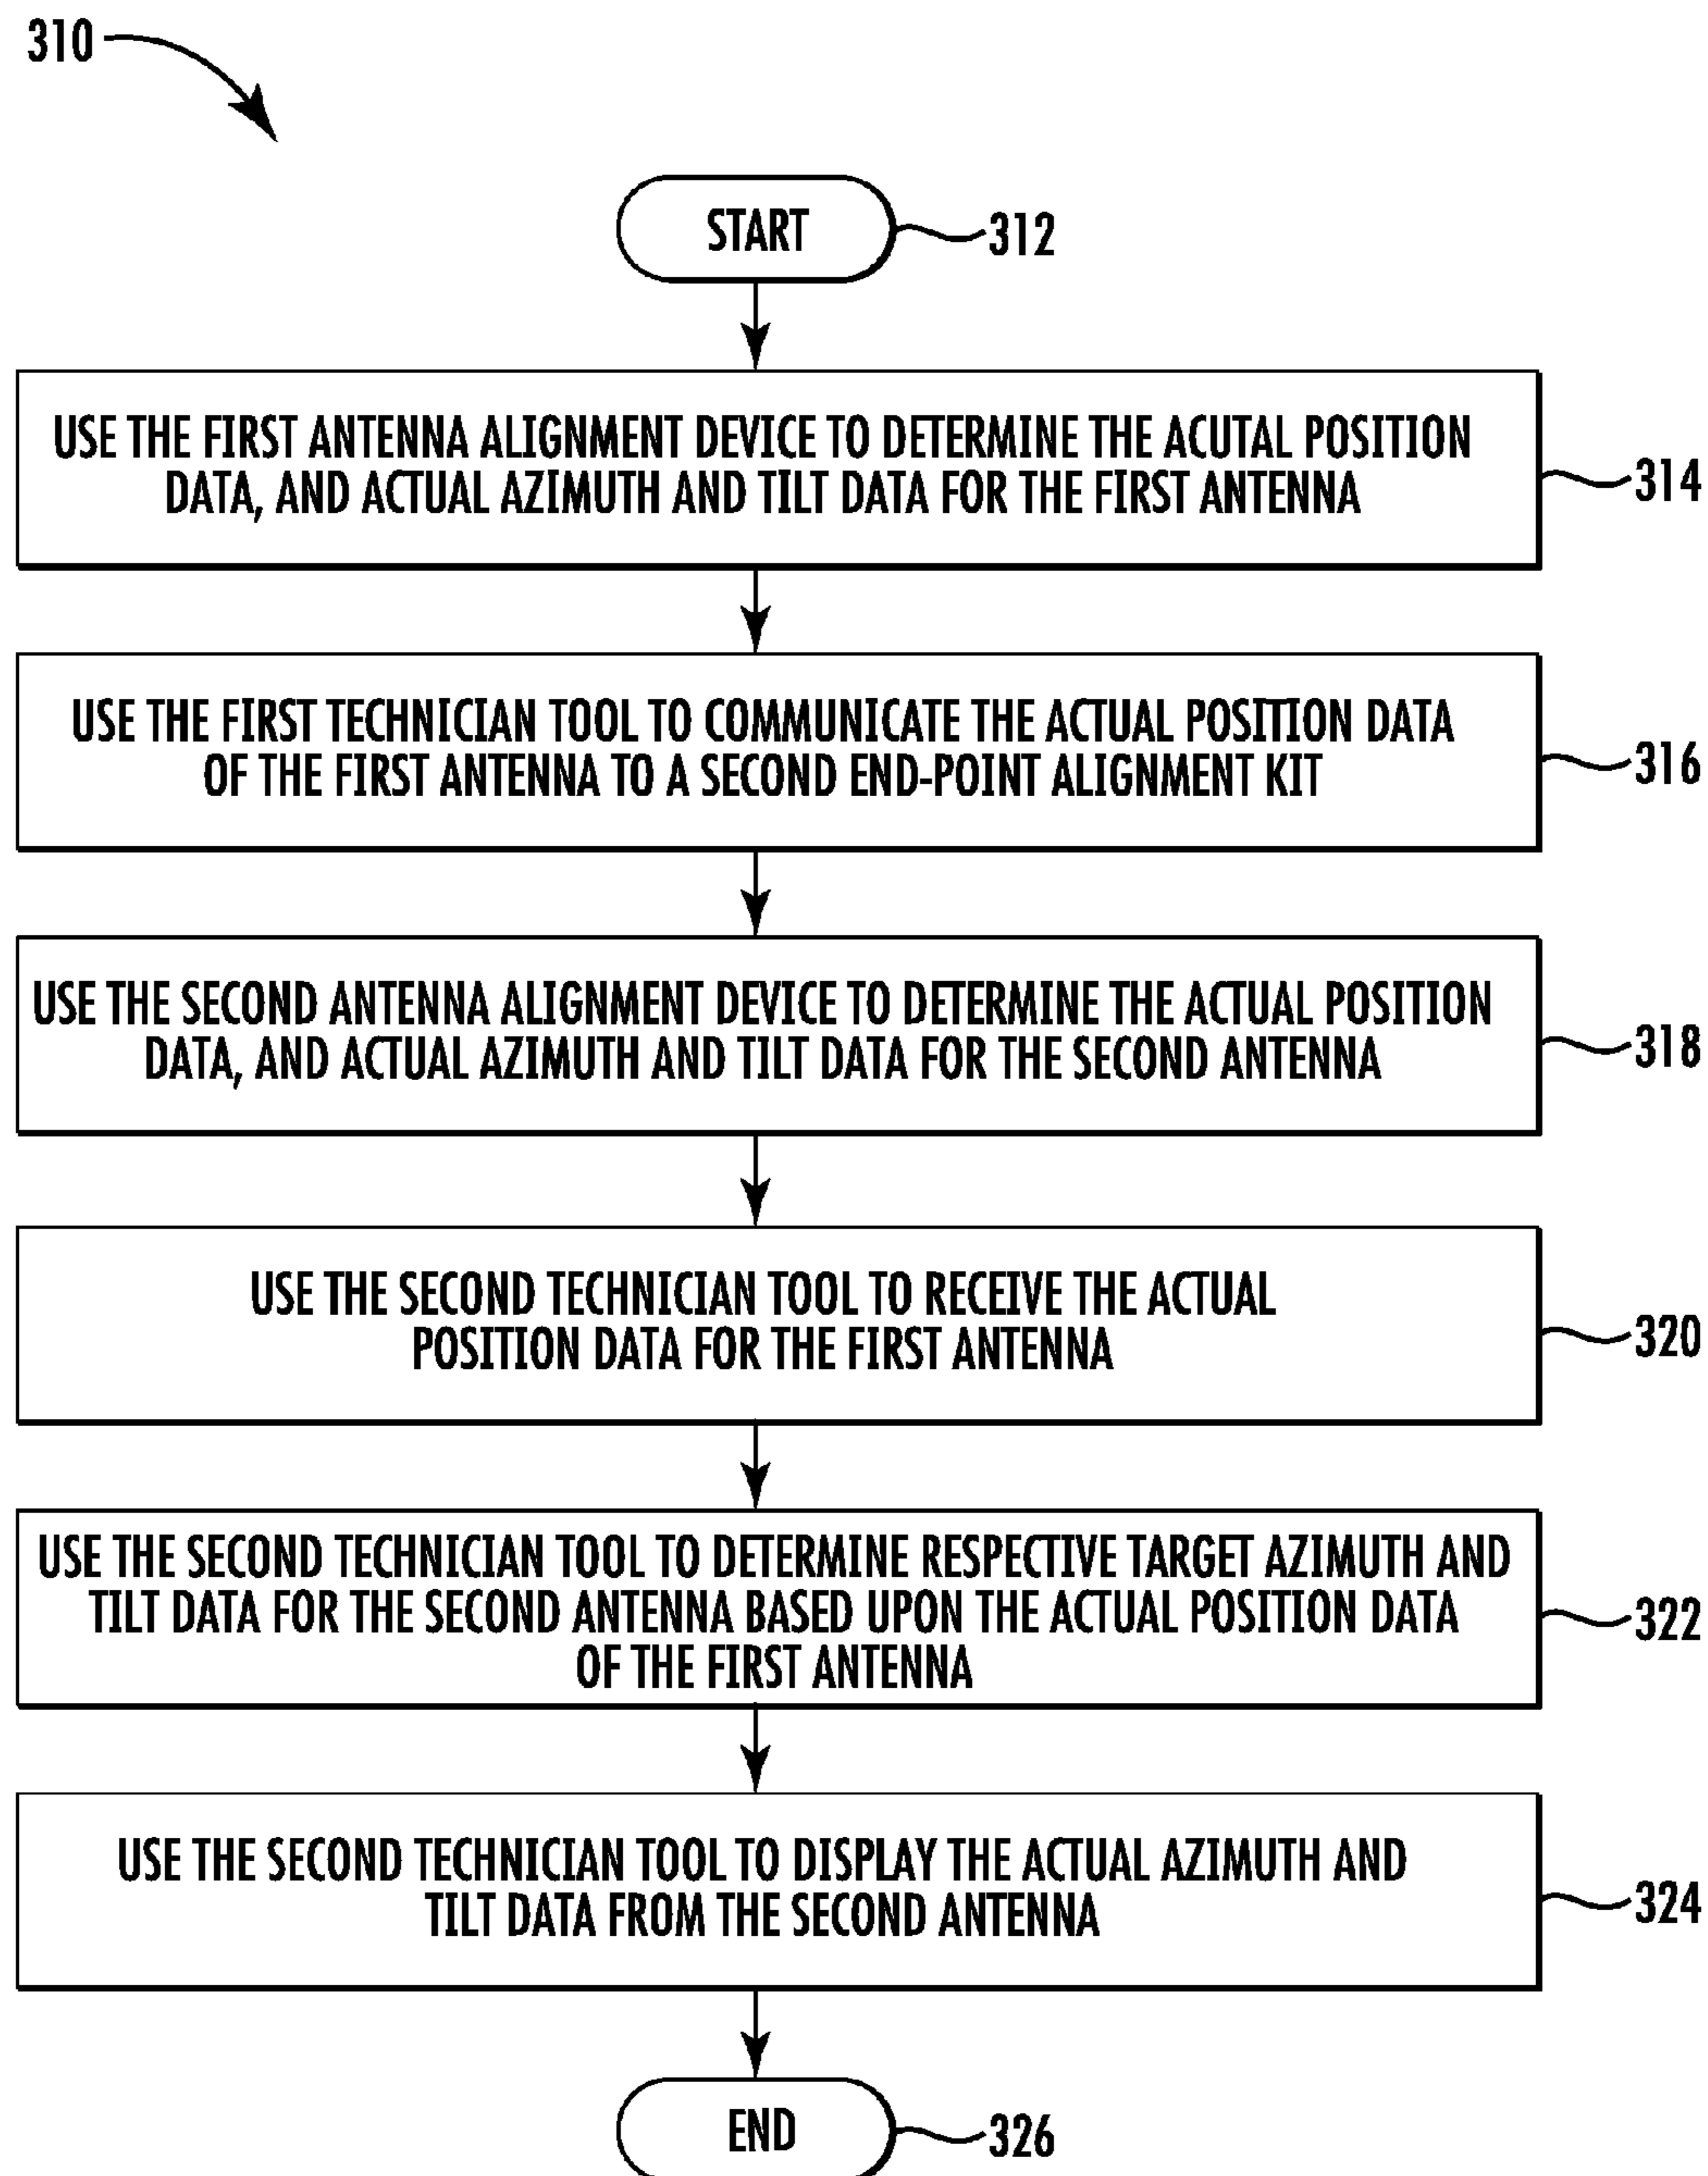 310
START
312
USE THE FIRST ANTENNA ALIGNMENT DEVICE TO DETERMINE THE ACUTAL POSITION
DATA, AND ACTUAL AZIMUTH AND TILT DATA FOR THE FIRST ANTENNA
314
USE THE FIRST TECHNICIAN TOOL TO COMMUNICATE THE ACTUAL POSITION DATA
OF THE FIRST ANTENNA TO A SECOND END-POINT ALIGNMENT KIT
316
USE THE SECOND ANTENNA ALIGNMENT DEVICE TO DETERMINE THE ACTUAL POSITION
DATA, AND ACTUAL AZIMUTH AND TILT DATA FOR THE SECOND ANTENNA
318
USE THE SECOND TECHNICIAN TOOL TO RECEIVE THE ACTUAL
POSITION DATA FOR THE FIRST ANTENNA
320
USE THE SECOND TECHNICIAN TOOL TO DETERMINE RESPECTIVE TARGET AZIMUTH AND
TILT DATA FOR THE SECOND ANTENNA BASED UPON THE ACTUAL POSITION DATA
OF THE FIRST ANTENNA
322
USE THE SECOND TECHNICIAN TOOL TO DISPLAY THE ACTUAL AZIMUTH AND
TILT DATA FROM THE SECOND ANTENNA
324
END
326